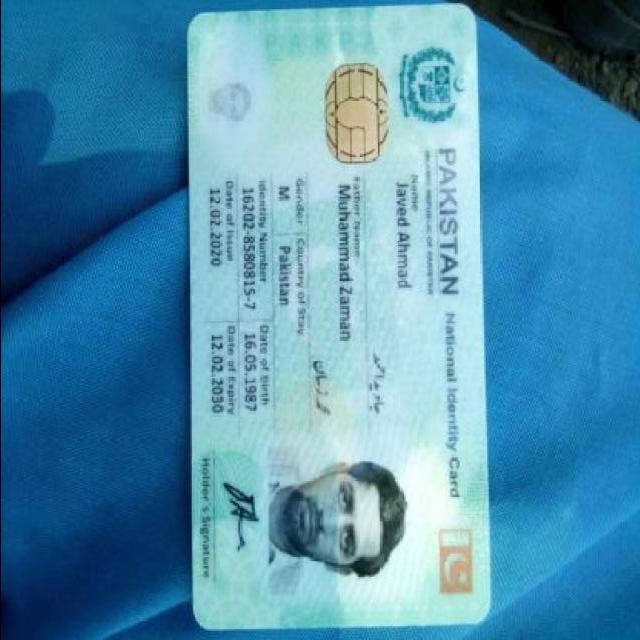 PAKISTAN National Identity Card
ISLAMIC REPUBLIC OF PAKISTAN
Name
Javed Ahmad
جاوید احمد
Father Name
Muhammad Zaman
محمد زمان
Gender Country of Stay
M Pakistan
Identity Number Date of Birth
16202-8580815-7 16.05.1987
Date of Issue Date of Expiry
12.02.2020 12.02.2030
Holder's Signature